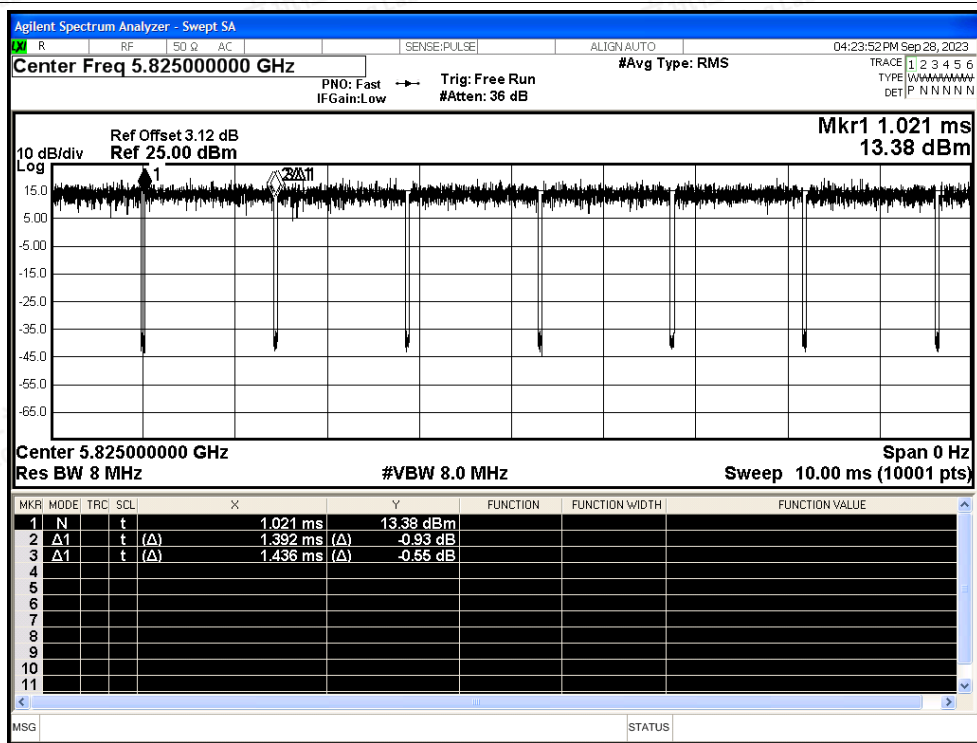 Agilent Spectrum Analyzer - Swept SA
LXI R RF 50 Ω AC SENSE:PULSE ALIGN AUTO 04:23:52 PM Sep 28, 2023
Center Freq 5.825000000 GHz #Avg Type: RMS TRACE 1 2 3 4 5 6
PNO: Fast Trig: Free Run TYPE WWWWWW
IFGain:Low #Atten: 36 dB DET P N N N N N
Ref Offset 3.12 dB Mkr1 1.021 ms
10 dB/div Ref 25.00 dBm 13.38 dBm
Log
1 2 3Δ1
15.0
5.00
-5.00
-15.0
-25.0
-35.0
-45.0
-55.0
-65.0
Center 5.825000000 GHz Span 0 Hz
Res BW 8 MHz #VBW 8.0 MHz Sweep 10.00 ms (10001 pts)
MKR MODE TRC SCL X Y FUNCTION FUNCTION WIDTH FUNCTION VALUE
1 N t 1.021 ms 13.38 dBm
2 Δ1 t (Δ) 1.392 ms (Δ) -0.93 dB
3 Δ1 t (Δ) 1.436 ms (Δ) -0.55 dB
4
5
6
7
8
9
10
11
MSG STATUS